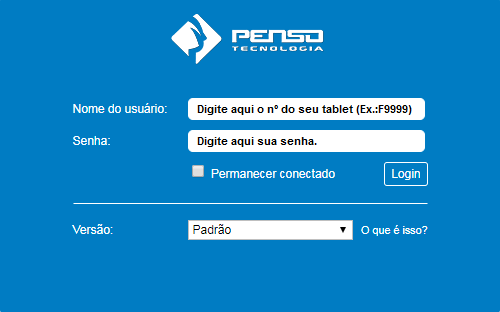 PENSO
TECNOLOGIA
Nome do usuário: Digite aqui o nº do seu tablet (Ex.:F9999)
Senha: Digite aqui sua senha.
Permanecer conectado Login
Versão: Padrão O que é isso?